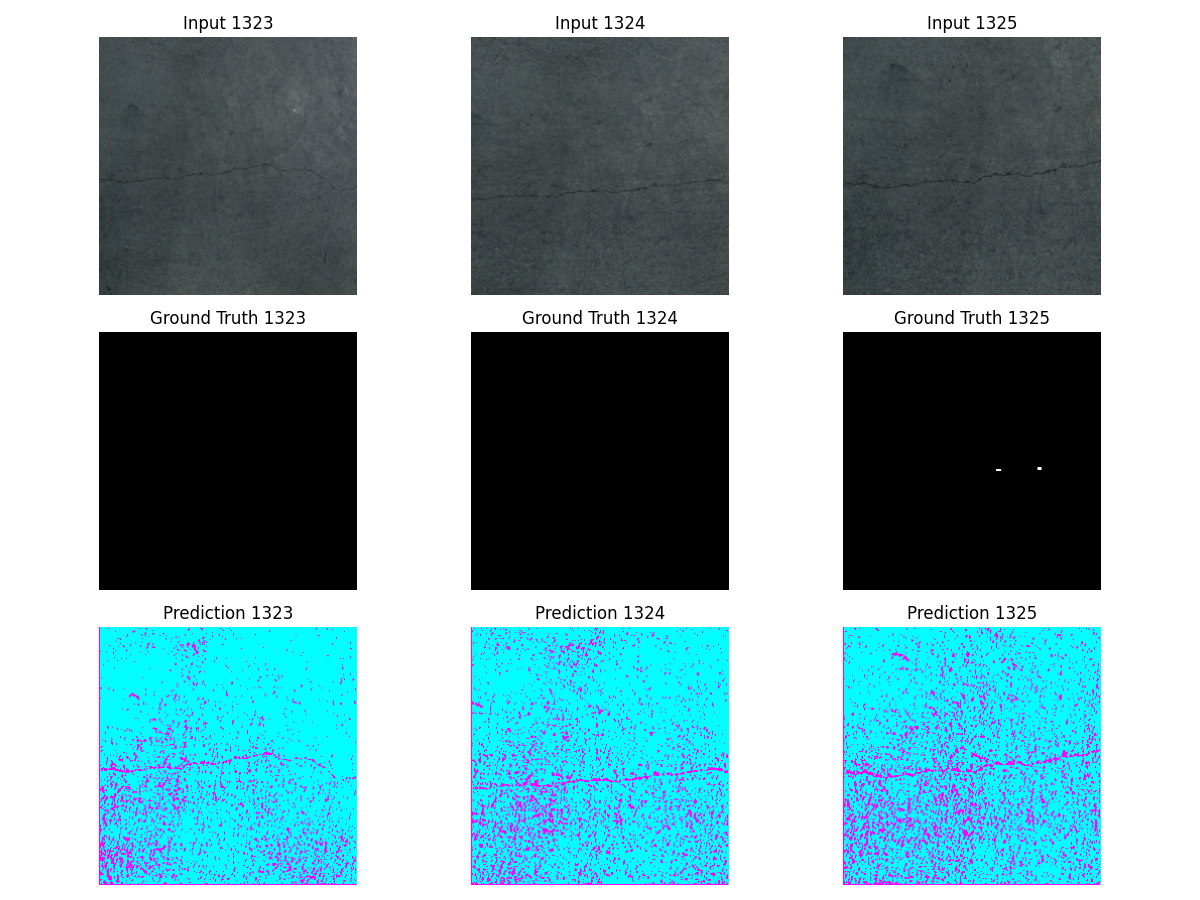 Input 1323
Input 1324
Input 1325
Ground Truth 1323
Ground Truth 1324
Ground Truth 1325
Prediction 1323
Prediction 1324
Prediction 1325